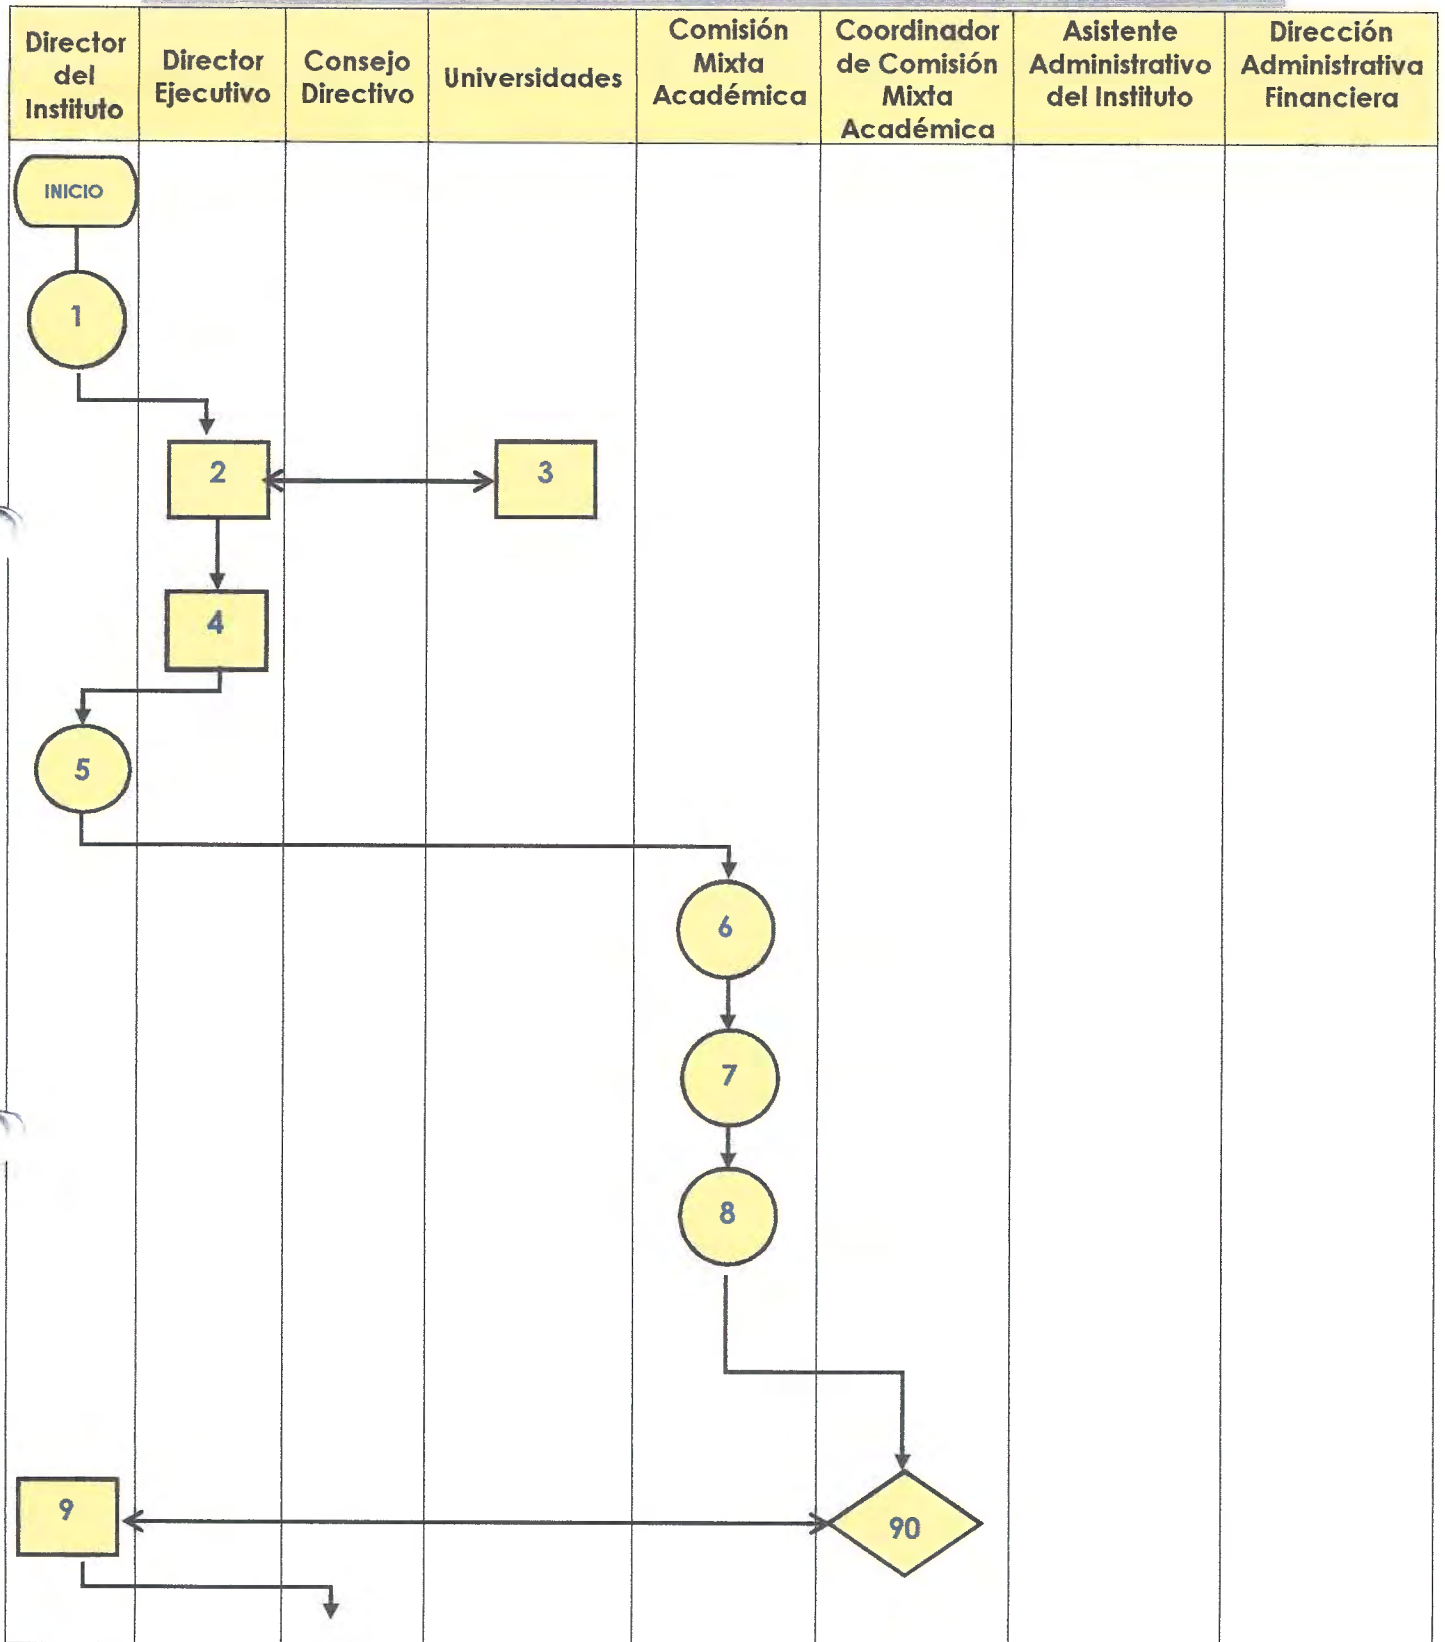 Director
del
Instituto
Director
Ejecutivo
Consejo
Directivo
Universidades
Comisión
Mixta
Académica
Coordinador
de Comisión
Mixta
Académica
Asistente
Administrativo
del Instituto
Dirección
Administrativa
Financiera
INICIO
1
2
3
4
5
6
7
8
9
90